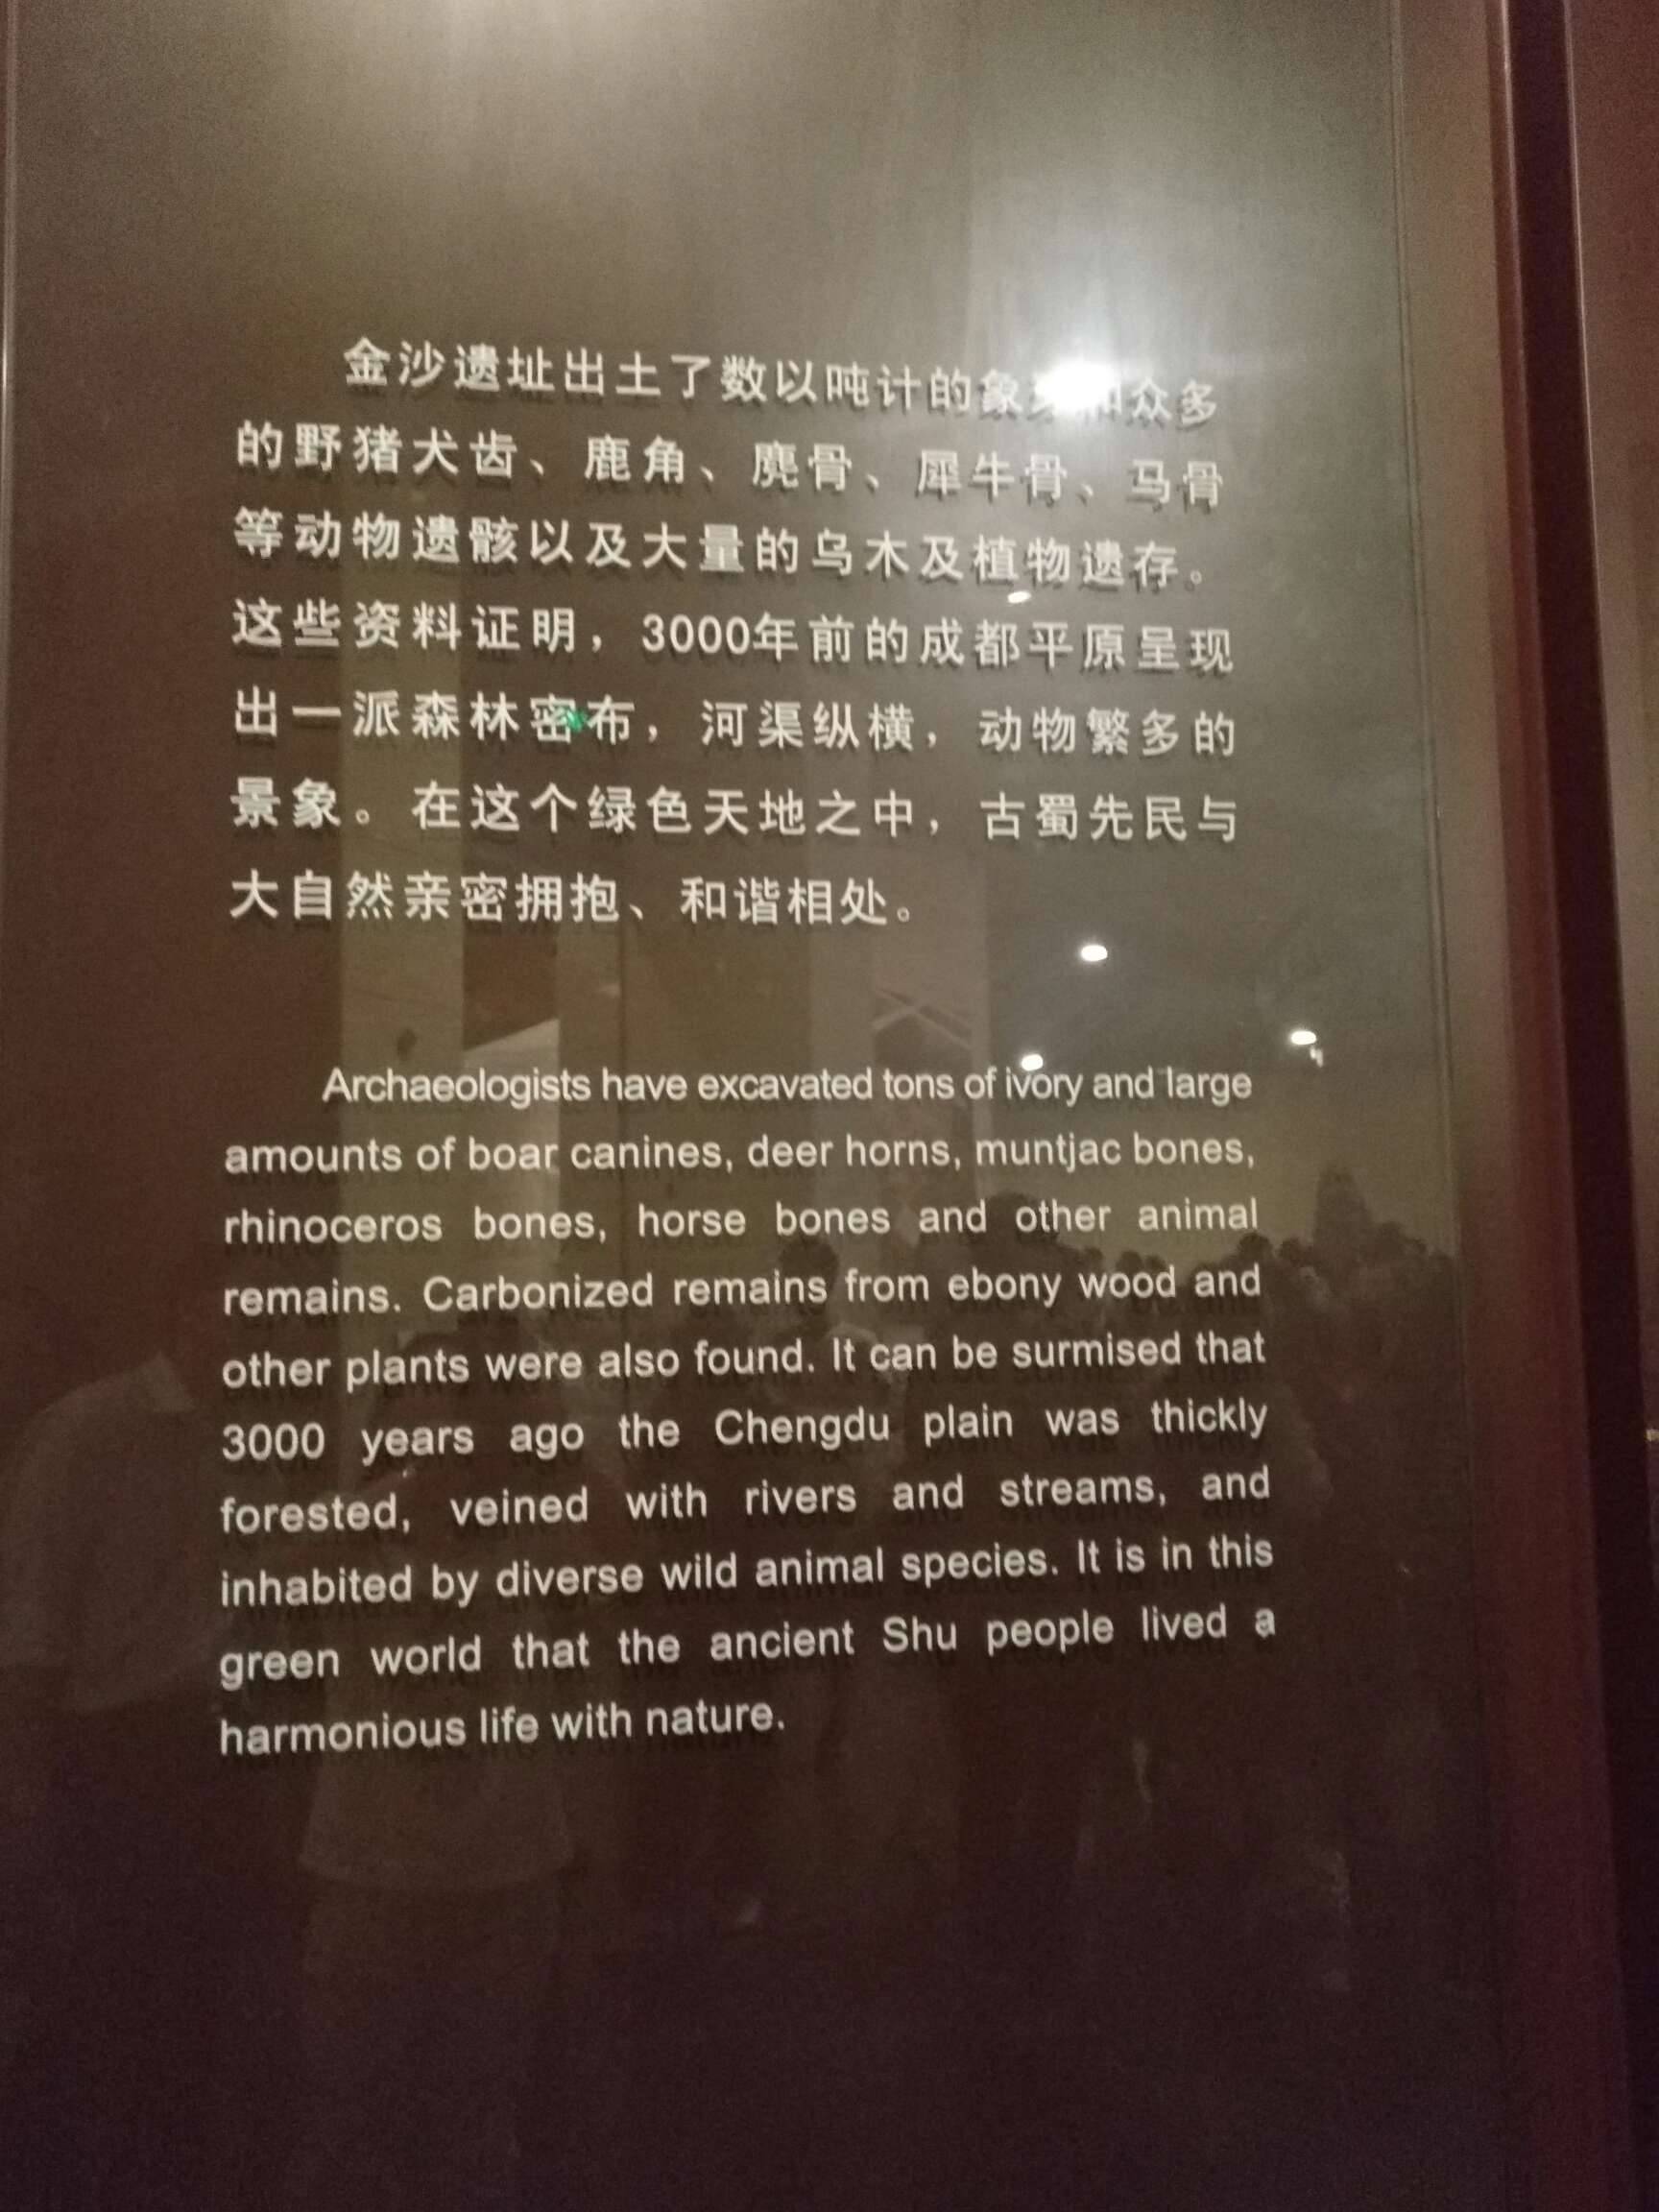 金沙遗址出土了数以吨计的象 和众多
的野猪犬齿、鹿角、麂骨、犀牛骨、马骨
等动物遗骸以及大量的乌木及植物遗存。
这些资料证明，3000年前的成都平原呈现
出一派森林密布，河渠纵横，动物繁多的
景象。在这个绿色天地之中，古蜀先民与
大自然亲密拥抱、和谐相处。
Archaeologists have excavated tons of ivory and large
amounts of boar canines, deer horns, muntjac bones,
rhinoceros bones, horse bones and other animal
remains. Carbonized remains from ebony wood and
other plants were also found. It can be surmised that
3000 years ago the Chengdu plain was thickly
forested, veined with rivers and streams, and
inhabited by diverse wild animal species. It is in this
green world that the ancient Shu people lived a
harmonious life with nature.